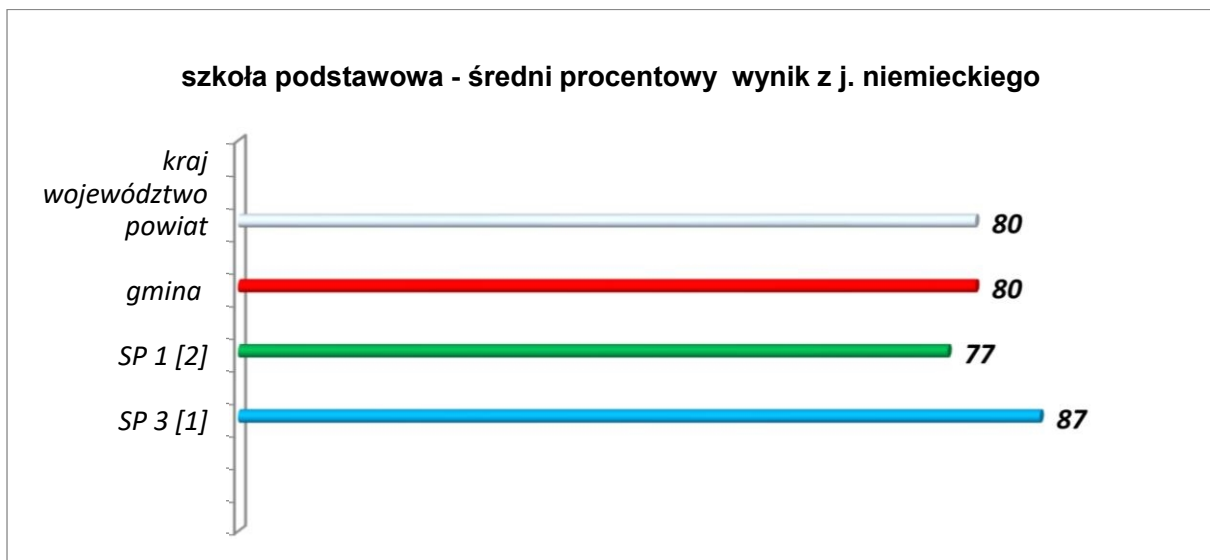 szkoła podstawowa - średni procentowy wynik z j. niemieckiego
kraj
województwo
powiat
80
gmina
80
SP 1 [2]
77
SP 3 [1]
87